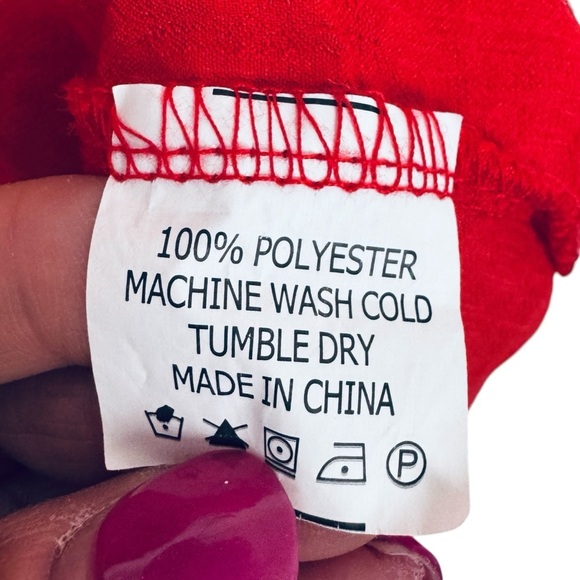 100% POLYESTER
MACHINE WASH COLD
TUMBLE DRY
MADE IN CHINA
P